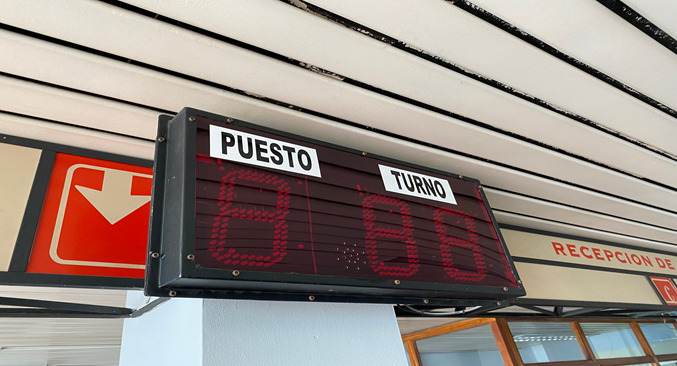 PUESTO
TURNO
RECEPCION DE